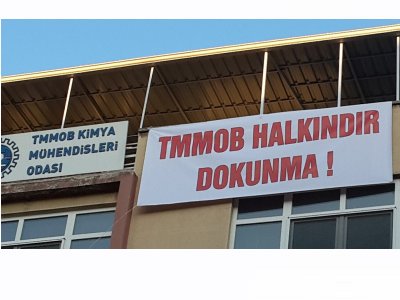 TMMOB KİMYA
MÜHENDİSLERİ
ODASI
TMMOB HALKINDIR
DOKUNMA !